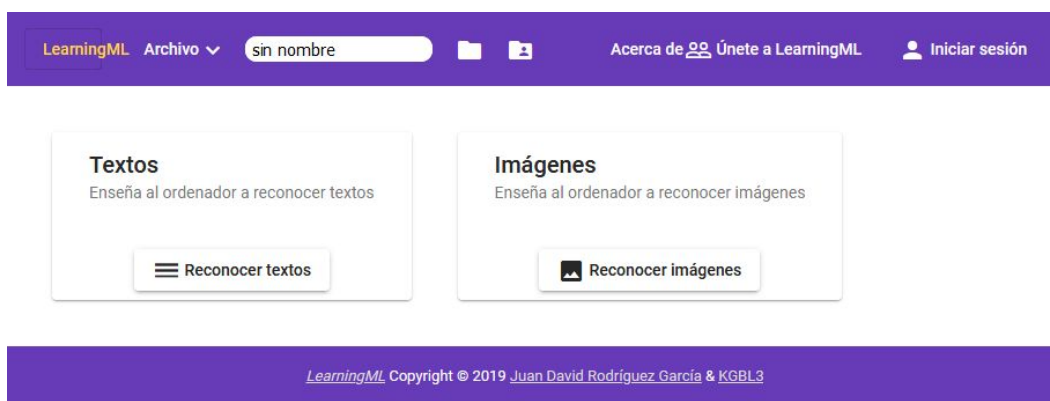 LearningML Archivo sin nombre Acerca de Únete a LearningML Iniciar sesión
Textos
Enseña al ordenador a reconocer textos
Reconocer textos
Imágenes
Enseña al ordenador a reconocer imágenes
Reconocer imágenes
LearningML Copyright © 2019 Juan David Rodríguez García & KGBL3